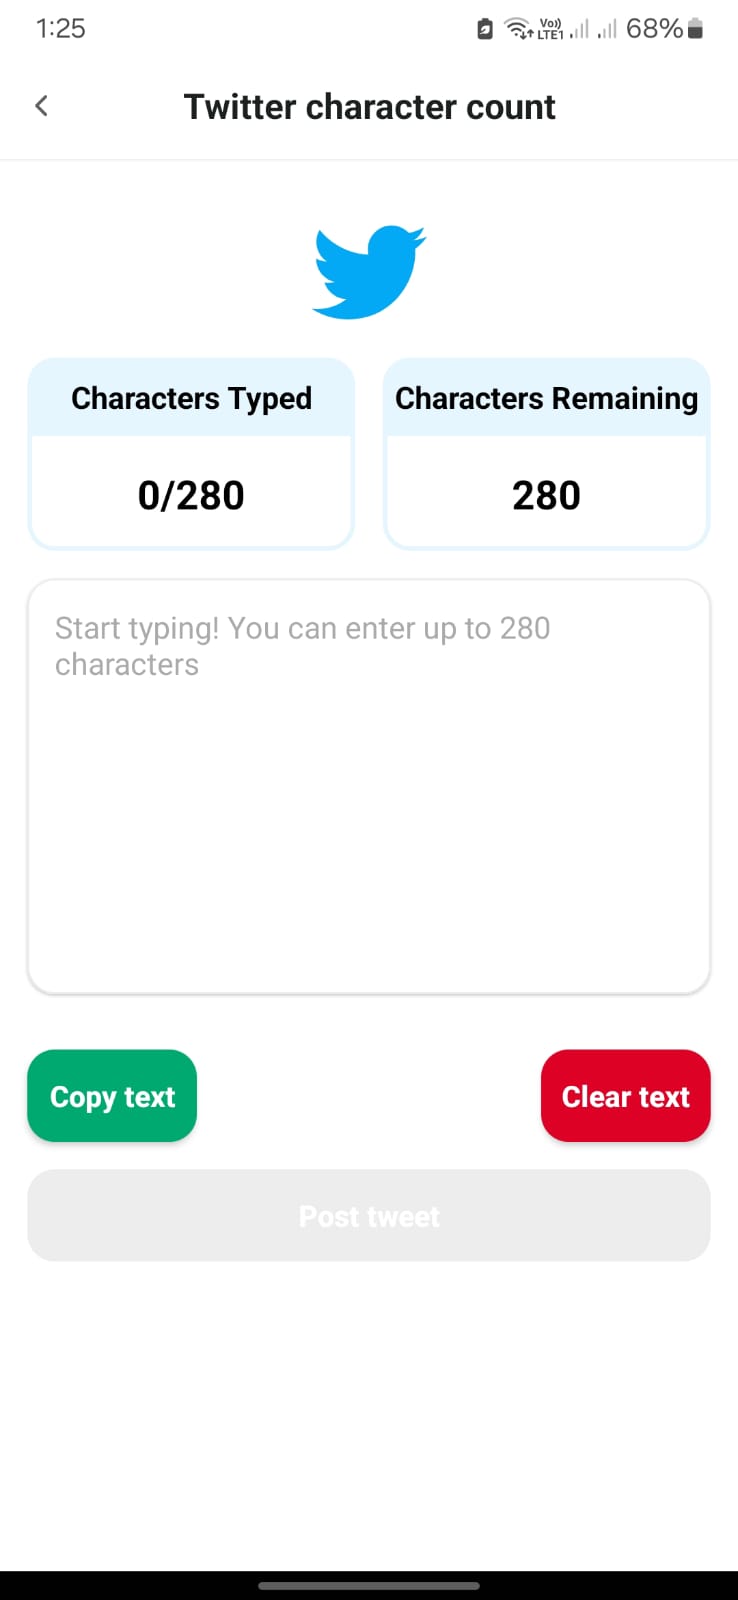 1:25
Vo)) LTE1
68%
Twitter character count
Characters Typed
Characters Remaining
0/280
280
Start typing! You can enter up to 280
characters
Copy text
Clear text
Post tweet